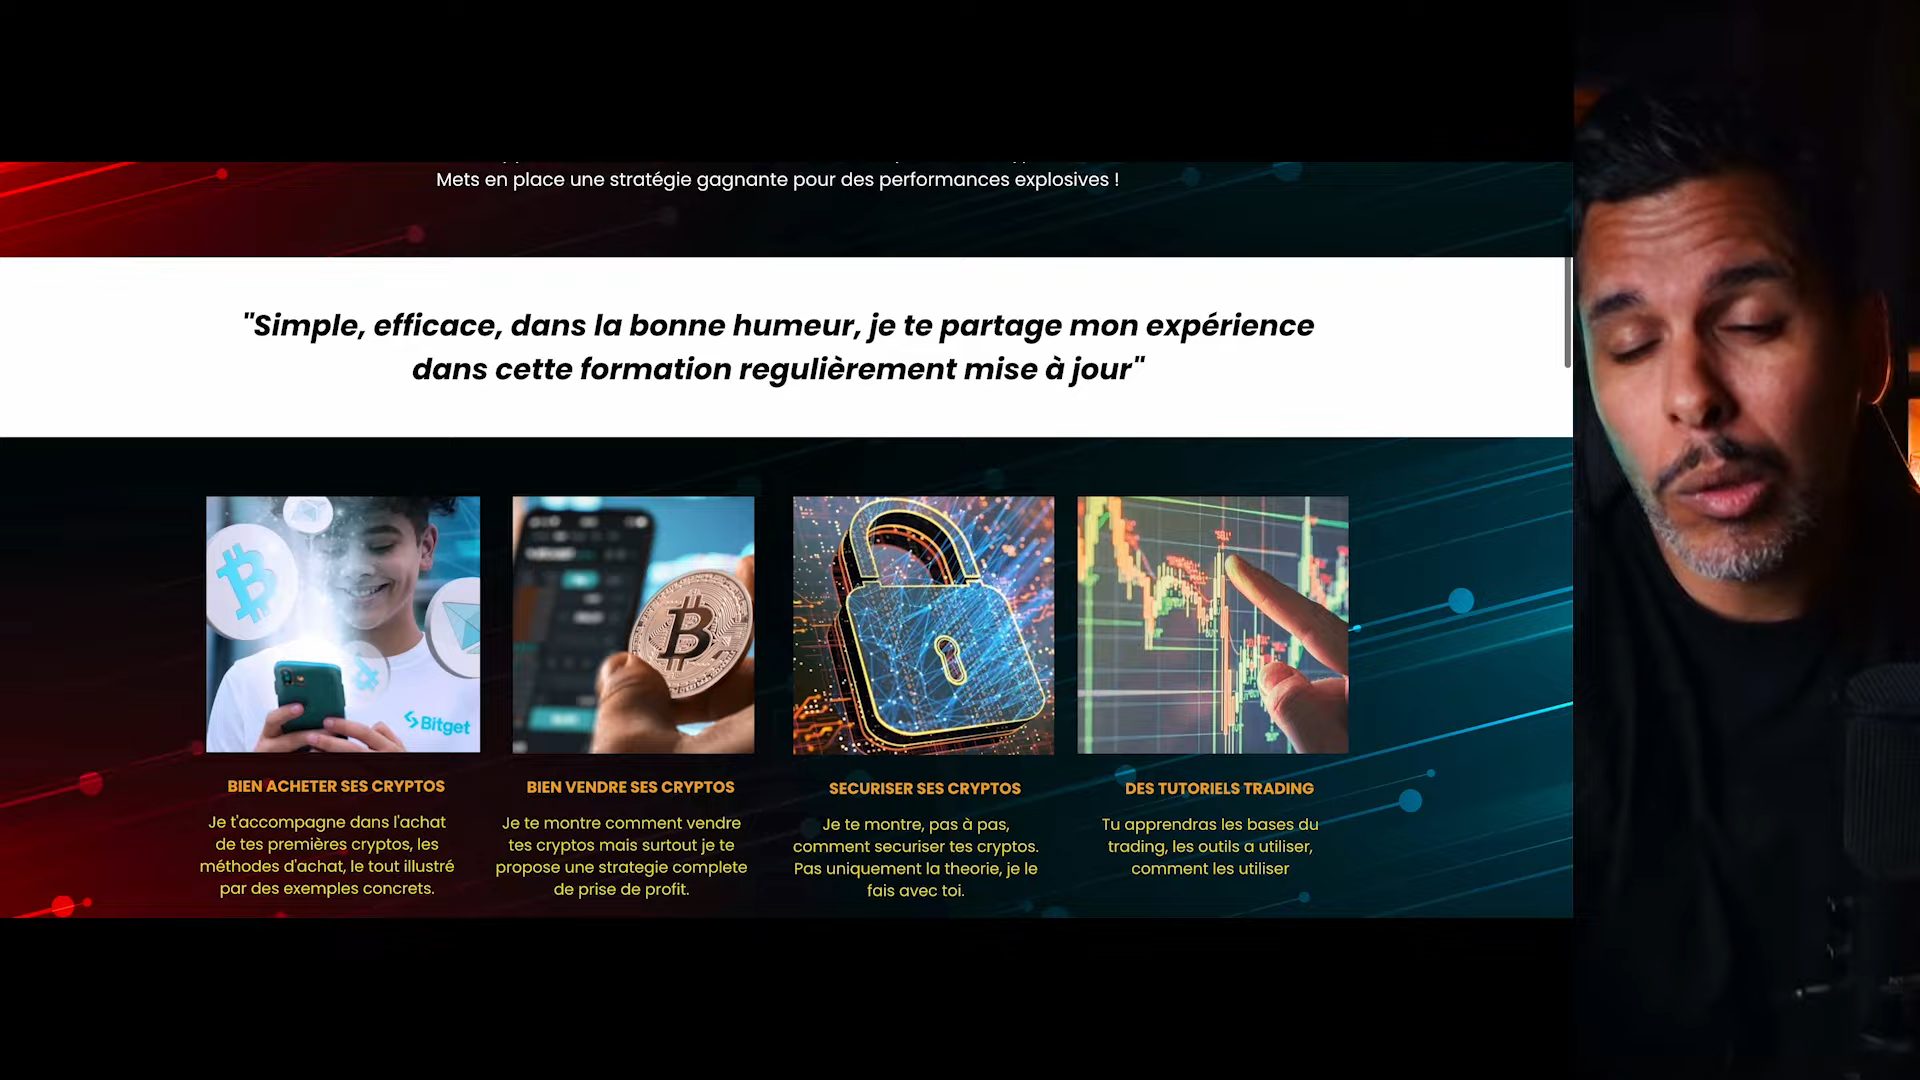 Mets en place une stratégie gagnante pour des performances explosives !
"Simple, efficace, dans la bonne humeur, je te partage mon expérience
dans cette formation regulièrement mise à jour"
Bitget
BIEN ACHETER SES CRYPTOS
Je t'accompagne dans l'achat
de tes premières cryptos, les
méthodes d'achat, le tout illustré
par des exemples concrets.
BIEN VENDRE SES CRYPTOS
Je te montre comment vendre
tes cryptos mais surtout je te
propose une strategie complete
de prise de profit.
SECURISER SES CRYPTOS
Je te montre, pas à pas,
comment securiser tes cryptos.
Pas uniquement la theorie, je le
fais avec toi.
DES TUTORIELS TRADING
Tu apprendras les bases du
trading, les outils a utiliser,
comment les utiliser